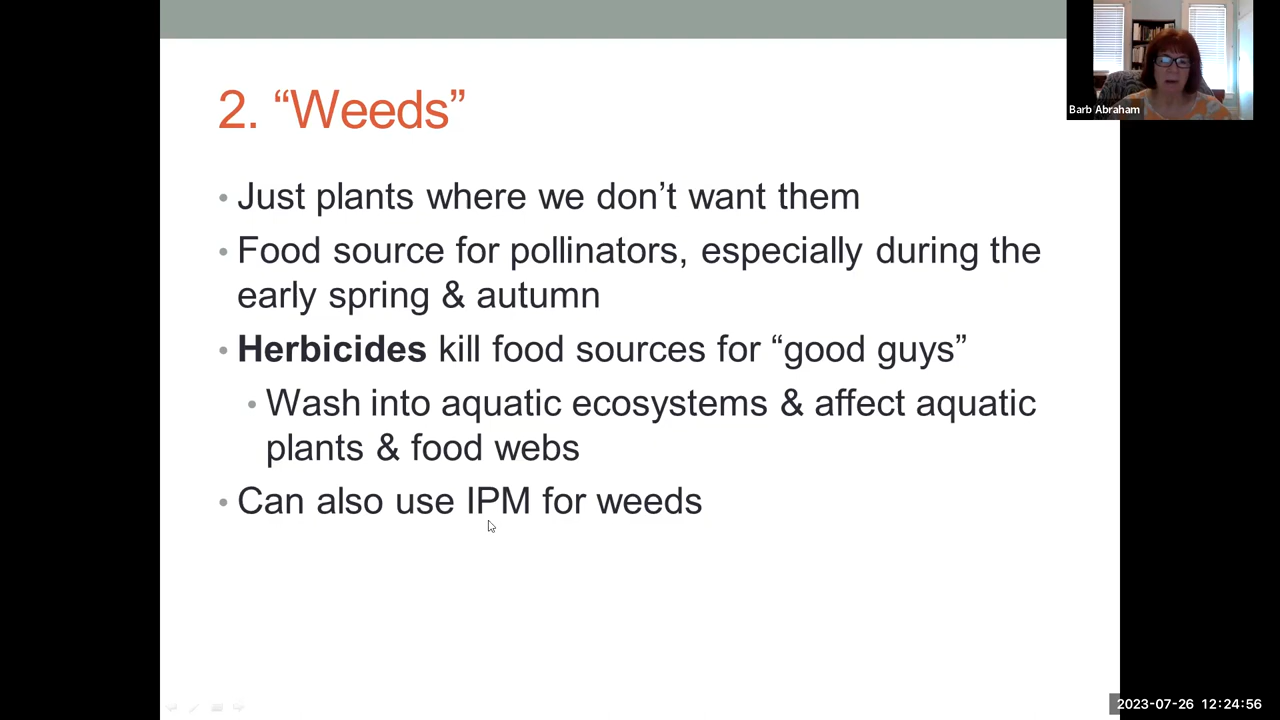 2. “Weeds”
• Just plants where we don’t want them
• Food source for pollinators, especially during the
early spring & autumn
• Herbicides kill food sources for “good guys”
• Wash into aquatic ecosystems & affect aquatic
plants & food webs
• Can also use IPM for weeds
Barb Abraham
2023-07-26 12:24:56